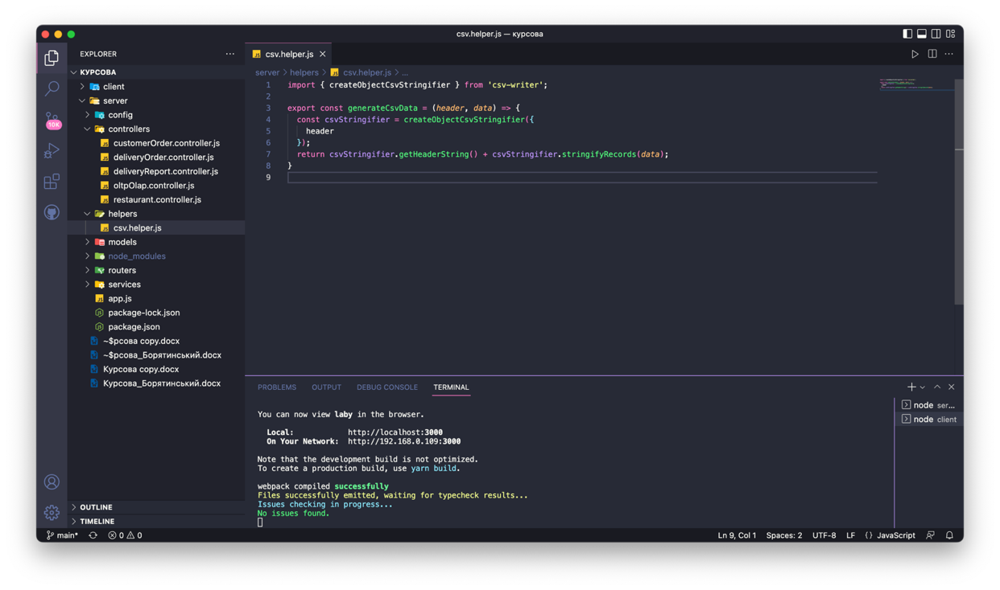 csv.helper.js — курсова
EXPLORER
КУРСОВА
client
server
config
controllers
customerOrder.controller.js
deliveryOrder.controller.js
deliveryReport.controller.js
oltpOlap.controller.js
restaurant.controller.js
helpers
csv.helper.js
models
node_modules
routers
services
app.js
package-lock.json
package.json
~$рсова copy.docx
~$рсова_Борятинський.docx
Курсова copy.docx
Курсова_Борятинський.docx
OUTLINE
TIMELINE
10K
csv.helper.js
server > helpers > csv.helper.js > ...
1 import { createObjectCsvStringifier } from 'csv-writer';
2
3 export const generateCsvData = (header, data) => {
4 const csvStringifier = createObjectCsvStringifier({
5 header
6 });
7 return csvStringifier.getHeaderString() + csvStringifier.stringifyRecords(data);
8 }
9
PROBLEMS OUTPUT DEBUG CONSOLE TERMINAL
You can now view laby in the browser.
Local: http://localhost:3000
On Your Network: http://192.168.0.109:3000
Note that the development build is not optimized.
To create a production build, use yarn build.
webpack compiled successfully
Files successfully emitted, waiting for typecheck results...
Issues checking in progress...
No issues found.
node ser...
node client
main* 0 0 Ln 9, Col 1 Spaces: 2 UTF-8 LF {} JavaScript